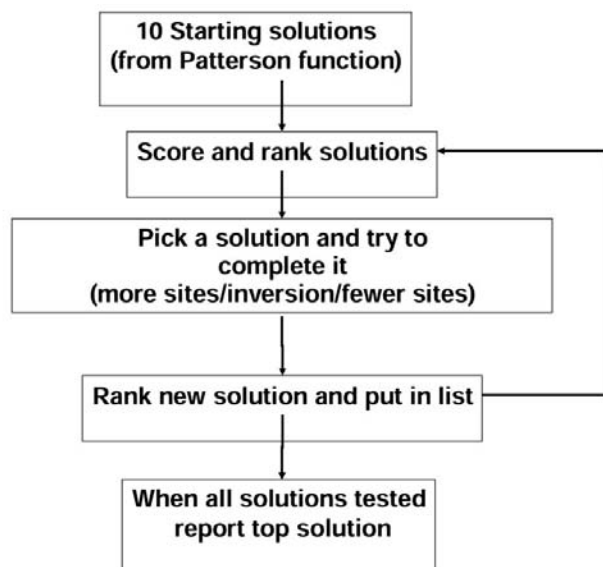 10 Starting solutions
(from Patterson function)
Score and rank solutions
Pick a solution and try to
complete it
(more sites/inversion/fewer sites)
Rank new solution and put in list
When all solutions tested
report top solution